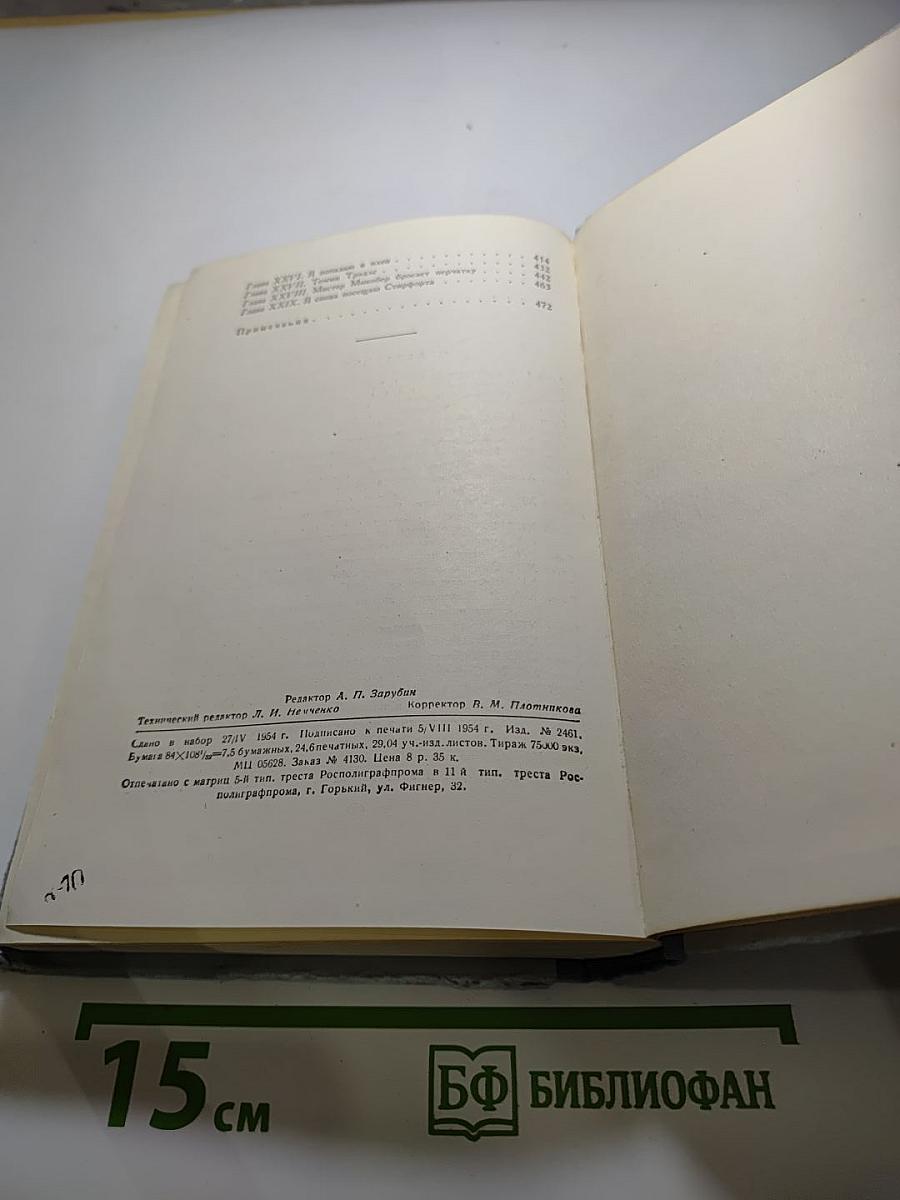 Глава XXVI. Я попадаю в плен . . . . . . . . . . . 414
Глава XXVII. Томми Трэдлс . . . . . . . . . . . 432
Глава XXVIII. Мистер Микобер бросает перчатку . . . . 442
Глава XXIX. Я снова посещаю Стирфорта . . . . . . . 463
Примечания . . . . . . . . . . . . . . . 472
Редактор А. П. Зарубин
Технический редактор Л. И. Немченко Корректор В. М. Плотникова
Сдано в набор 27/IV 1954 г. Подписано к печати 5/VIII 1954 г. Изд. № 2461.
Бумага 84×108¹/₃₂=7,5 бумажных, 24,6 печатных, 29,04 уч.-изд. листов. Тираж 75000 экз.
МЦ 05628. Заказ № 4130. Цена 8 р. 35 к.
Отпечатано с матриц 5-й тип. треста Росполиграфпрома в 11-й тип. треста Рос-
полиграфпрома, г. Горький, ул. Фигнер, 32.
15 см
БФ БИБЛИОФАН